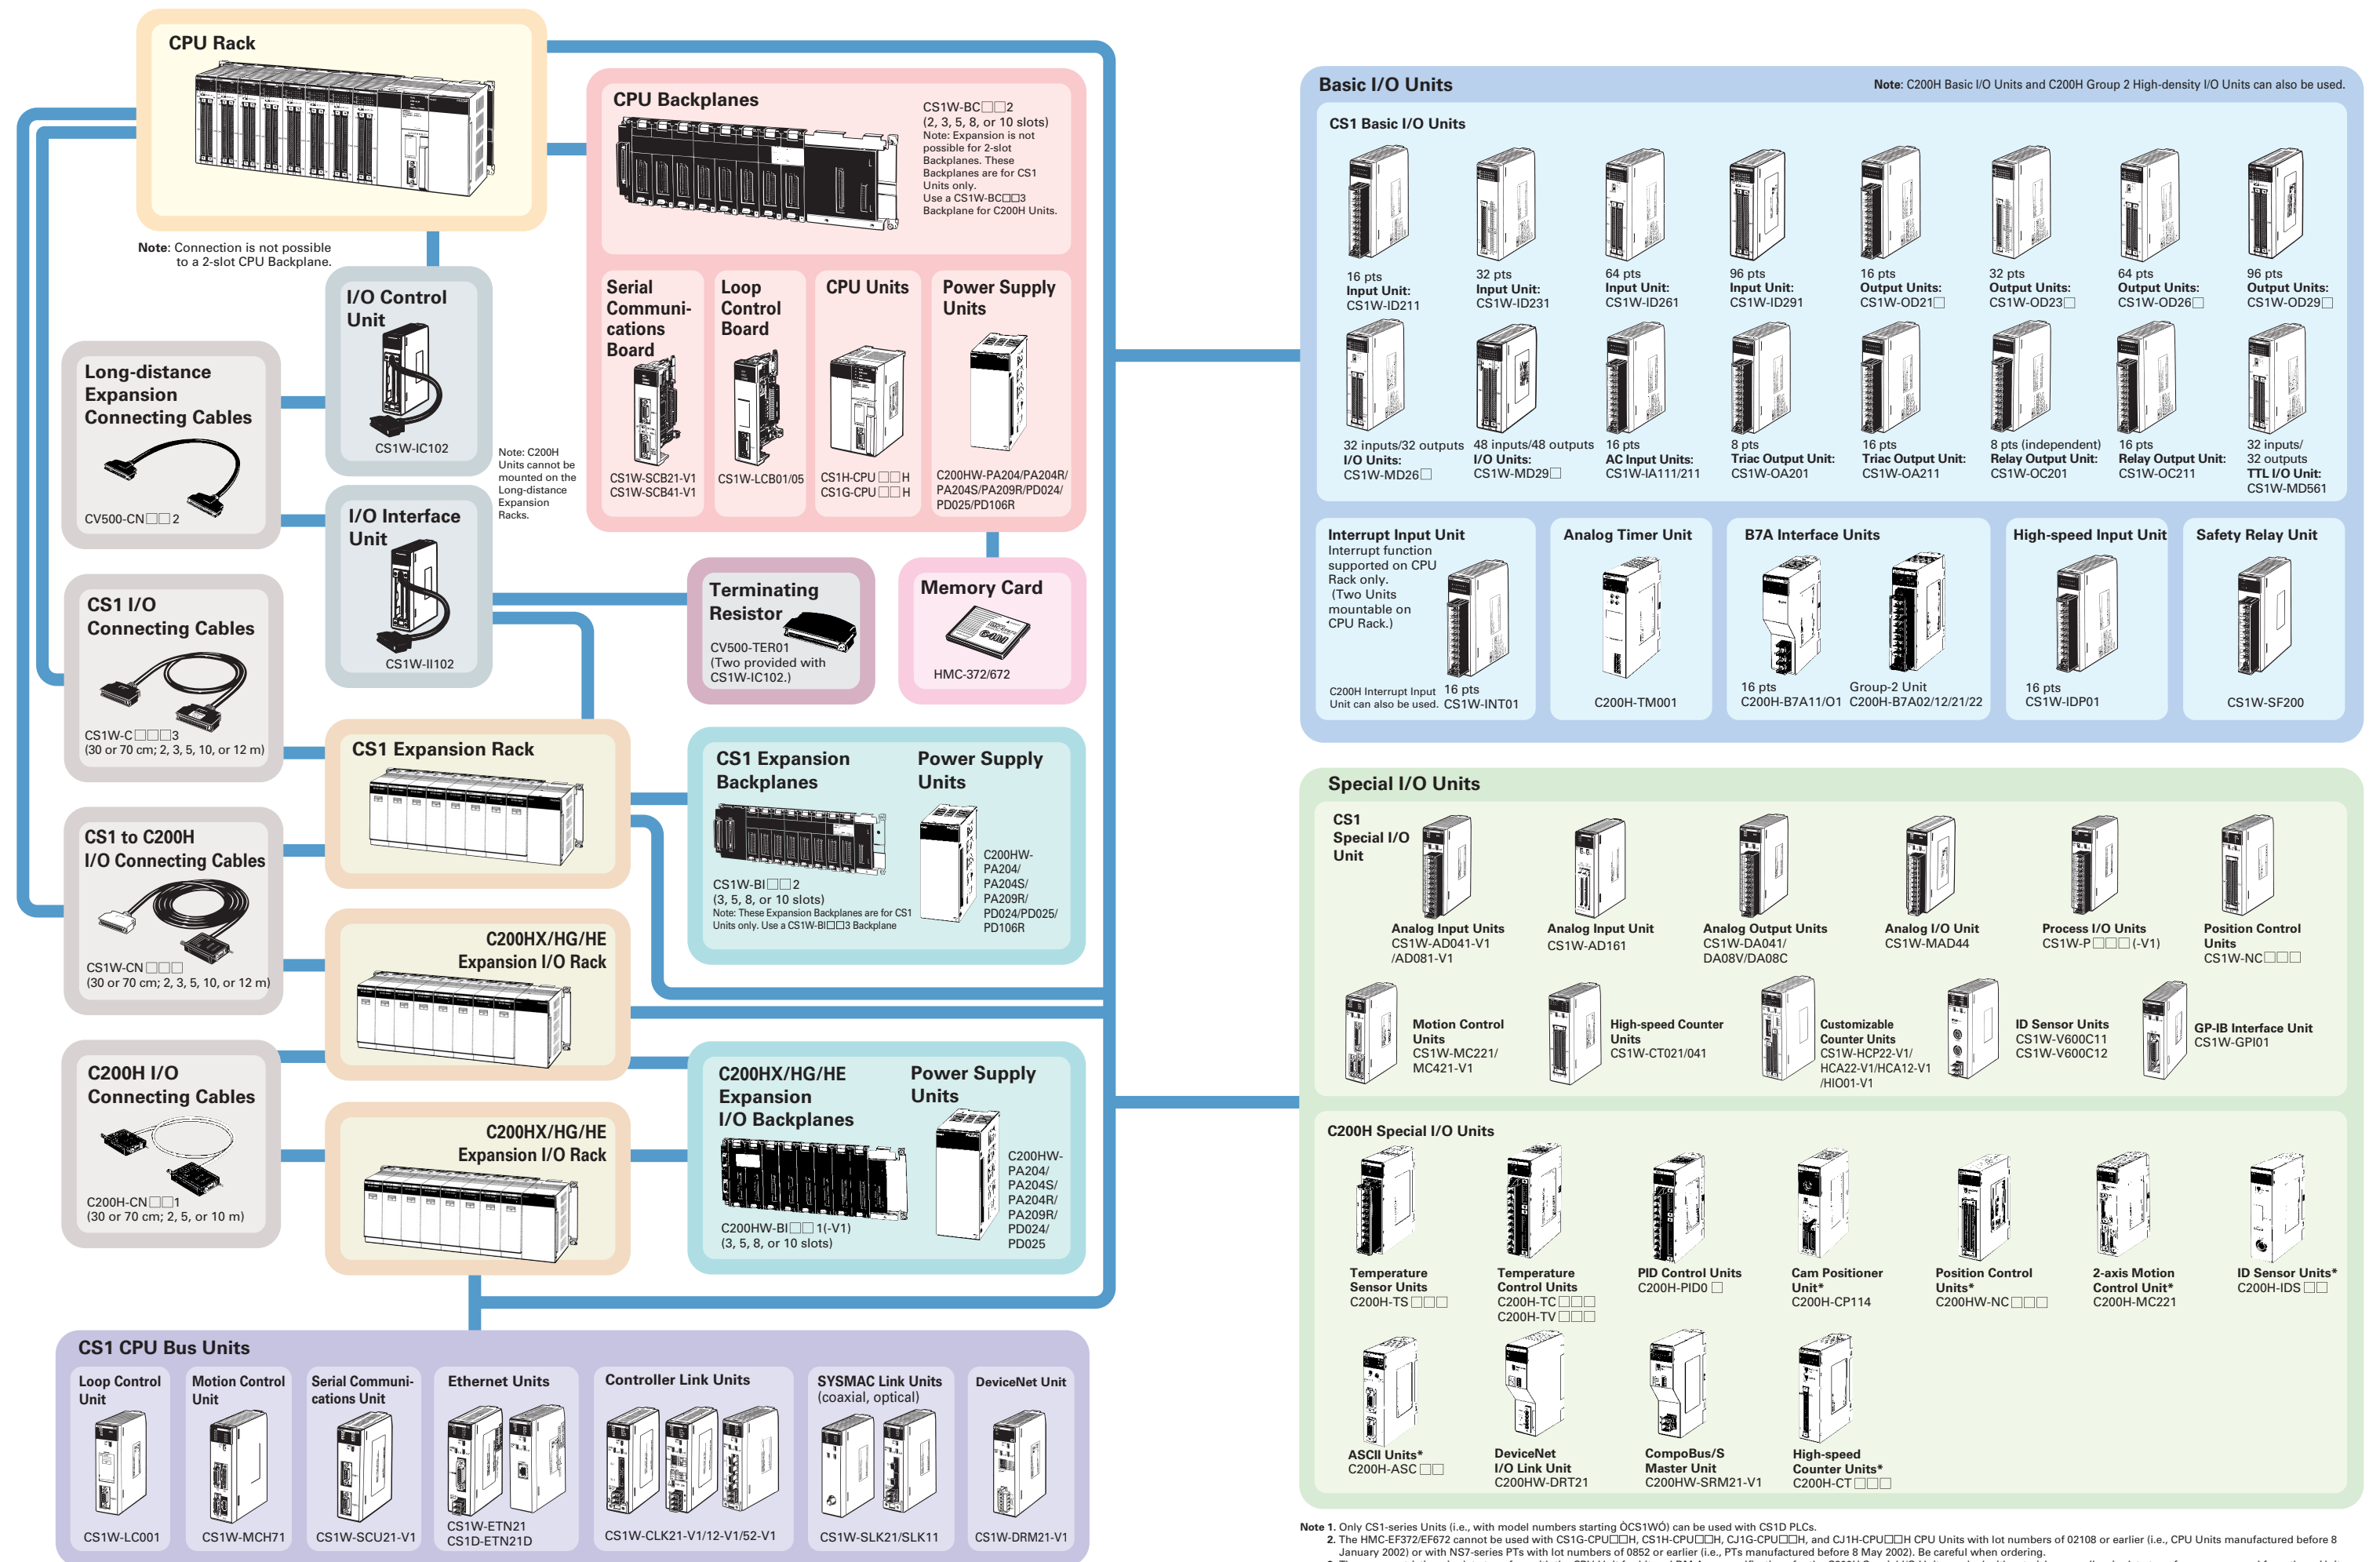 CPU Rack
Note: Connection is not possible
to a 2-slot CPU Backplane.
CPU Backplanes
CS1W-BC□□2
(2, 3, 5, 8, or 10 slots)
Note: Expansion is not
possible for 2-slot
Backplanes. These
Backplanes are for CS1
Units only.
Use a CS1W-BC□□3
Backplane for C200H Units.
Serial
Communi-
cations
Board
CS1W-SCB21-V1
CS1W-SCB41-V1
Loop
Control
Board
CS1W-LCB01/05
CPU Units
CS1H-CPU□□H
CS1G-CPU□□H
Power Supply
Units
C200HW-PA204/PA204R/
PA204S/PA209R/PD024/
PD025/PD106R
I/O Control
Unit
CS1W-IC102
Note: C200H
Units cannot be
mounted on the
Long-distance
Expansion
Racks.
I/O Interface
Unit
CS1W-II102
Long-distance
Expansion
Connecting Cables
CV500-CN□□2
CS1 I/O
Connecting Cables
CS1W-C□□□3
(30 or 70 cm; 2, 3, 5, 10, or 12 m)
CS1 to C200H
I/O Connecting Cables
CS1W-CN□□□
(30 or 70 cm; 2, 3, 5, 10, or 12 m)
C200H I/O
Connecting Cables
C200H-CN□□1
(30 or 70 cm; 2, 5, or 10 m)
Terminating
Resistor
CV500-TER01
(Two provided with
CS1W-IC102.)
Memory Card
HMC-372/672
CS1 Expansion Rack
CS1 Expansion
Backplanes
CS1W-BI□□2
(3, 5, 8, or 10 slots)
Note: These Expansion Backplanes are for CS1
Units only. Use a CS1W-BI□□3 Backplane
Power Supply
Units
C200HW-
PA204/
PA204S/
PA209R/
PD024/PD025/
PD106R
C200HX/HG/HE
Expansion I/O Rack
C200HX/HG/HE
Expansion
I/O Backplanes
C200HW-BI□□1(-V1)
(3, 5, 8, or 10 slots)
Power Supply
Units
C200HW-
PA204/
PA204S/
PA204R/
PA209R/
PD024/
PD025
C200HX/HG/HE
Expansion I/O Rack
CS1 CPU Bus Units
Loop Control
Unit
CS1W-LC001
Motion Control
Unit
CS1W-MCH71
Serial Communi-
cations Unit
CS1W-SCU21-V1
Ethernet Units
CS1W-ETN21
CS1D-ETN21D
Controller Link Units
CS1W-CLK21-V1/12-V1/52-V1
SYSMAC Link Units
(coaxial, optical)
CS1W-SLK21/SLK11
DeviceNet Unit
CS1W-DRM21-V1
Basic I/O Units
Note: C200H Basic I/O Units and C200H Group 2 High-density I/O Units can also be used.
CS1 Basic I/O Units
16 pts
Input Unit:
CS1W-ID211
32 pts
Input Unit:
CS1W-ID231
64 pts
Input Unit:
CS1W-ID261
96 pts
Input Unit:
CS1W-ID291
16 pts
Output Units:
CS1W-OD21□
32 pts
Output Units:
CS1W-OD23□
64 pts
Output Units:
CS1W-OD26□
96 pts
Output Units:
CS1W-OD29□
32 inputs/32 outputs
I/O Units:
CS1W-MD26□
48 inputs/48 outputs
I/O Units:
CS1W-MD29□
16 pts
AC Input Units:
CS1W-IA111/211
8 pts
Triac Output Unit:
CS1W-OA201
16 pts
Triac Output Unit:
CS1W-OA211
8 pts (independent)
Relay Output Unit:
CS1W-OC201
16 pts
Relay Output Unit:
CS1W-OC211
32 inputs/
32 outputs
TTL I/O Unit:
CS1W-MD561
Interrupt Input Unit
Interrupt function
supported on CPU
Rack only.
(Two Units
mountable on
CPU Rack.)
C200H Interrupt Input
Unit can also be used.
16 pts
CS1W-INT01
Analog Timer Unit
C200H-TM001
B7A Interface Units
16 pts
C200H-B7A11/O1
Group-2 Unit
C200H-B7A02/12/21/22
High-speed Input Unit
16 pts
CS1W-IDP01
Safety Relay Unit
CS1W-SF200
Special I/O Units
CS1
Special I/O
Unit
Analog Input Units
CS1W-AD041-V1
/AD081-V1
Analog Input Unit
CS1W-AD161
Analog Output Units
CS1W-DA041/
DA08V/DA08C
Analog I/O Unit
CS1W-MAD44
Process I/O Units
CS1W-P□□□(-V1)
Position Control
Units
CS1W-NC□□□
Motion Control
Units
CS1W-MC221/
MC421-V1
High-speed Counter
Units
CS1W-CT021/041
Customizable
Counter Units
CS1W-HCP22-V1/
HCA22-V1/HCA12-V1
/HIO01-V1
ID Sensor Units
CS1W-V600C11
CS1W-V600C12
GP-IB Interface Unit
CS1W-GPI01
C200H Special I/O Units
Temperature
Sensor Units
C200H-TS□□□
Temperature
Control Units
C200H-TC□□□
C200H-TV□□□
PID Control Units
C200H-PID0□
Cam Positioner
Unit*
C200H-CP114
Position Control
Units*
C200HW-NC□□□
2-axis Motion
Control Unit*
C200H-MC221
ID Sensor Units*
C200H-IDS□□
ASCII Units*
C200H-ASC□□
DeviceNet
I/O Link Unit
C200HW-DRT21
CompoBus/S
Master Unit
C200HW-SRM21-V1
High-speed
Counter Units*
C200H-CT□□□
Note 1. Only CS1-series Units (i.e., with model numbers starting ÒCS1WÓ) can be used with CS1D PLCs.
2. The HMC-EF372/EF672 cannot be used with CS1G-CPU□□H, CS1H-CPU□□H, CJ1G-CPU□□H, and CJ1H-CPU□□H CPU Units with lot numbers of 02108 or earlier (i.e., CPU Units manufactured before 8
January 2002) or with NS7-series PTs with lot numbers of 0852 or earlier (i.e., PTs manufactured before 8 May 2002). Be careful when ordering.